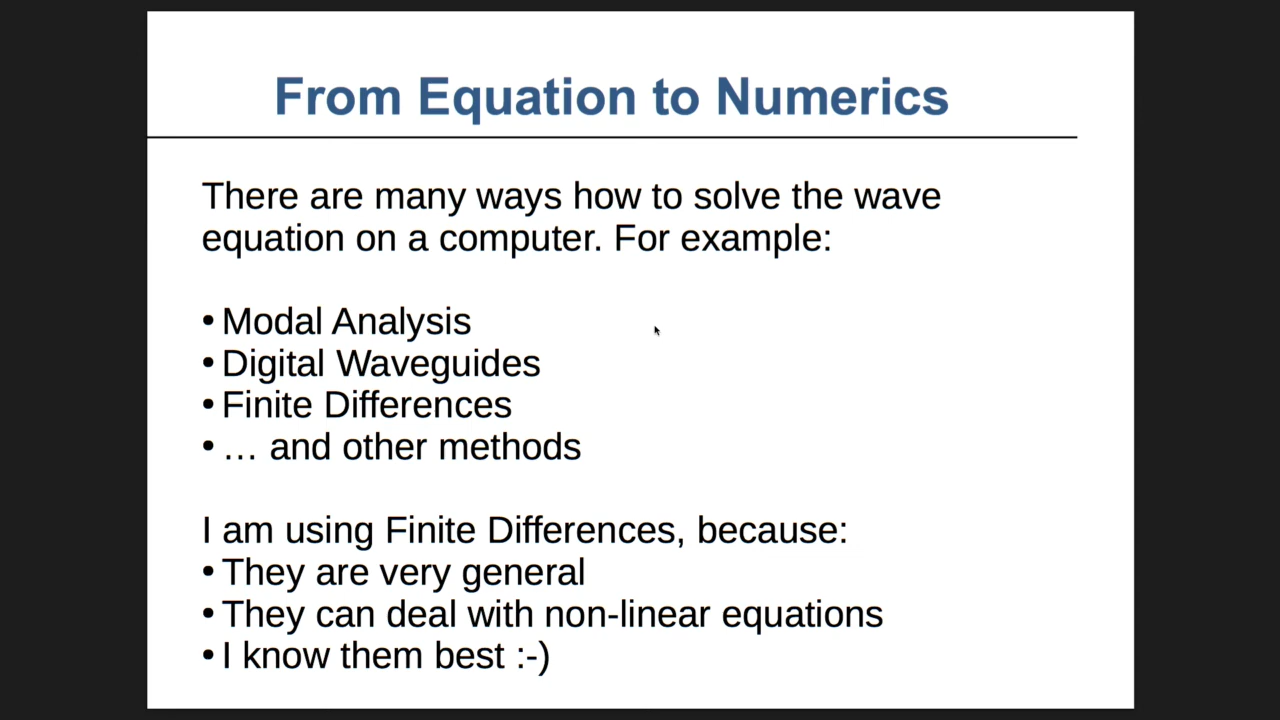 From Equation to Numerics
There are many ways how to solve the wave
equation on a computer. For example:
• Modal Analysis
• Digital Waveguides
• Finite Differences
• … and other methods
I am using Finite Differences, because:
• They are very general
• They can deal with non-linear equations
• I know them best :-)